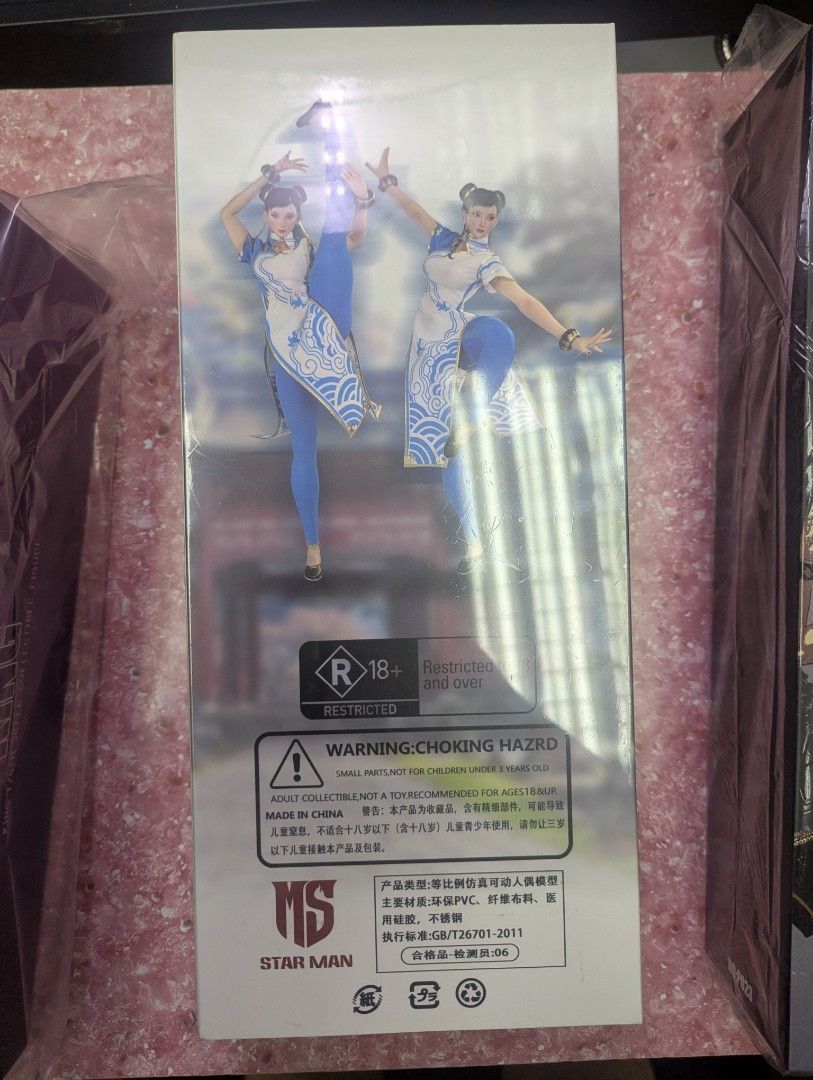 R 18+
RESTRICTED
Restricted
and over
WARNING:CHOKING HAZRD
SMALL PARTS,NOT FOR CHILDREN UNDER 3 YEARS OLD
ADULT COLLECTIBLE,NOT A TOY.RECOMMENDED FOR AGES18&UP.
MADE IN CHINA 警告：本产品为收藏品，含有精细部件，可能导致
儿童窒息，不适合十八岁以下（含十八岁）儿童青少年使用，请勿让三岁
以下儿童接触本产品及包装。
MS
STAR MAN
产品类型:等比例仿真可动人偶模型
主要材质:环保PVC、纤维布料、医
用硅胶，不锈钢
执行标准:GB/T26701-2011
合格品-检测员:06
紙
プラ